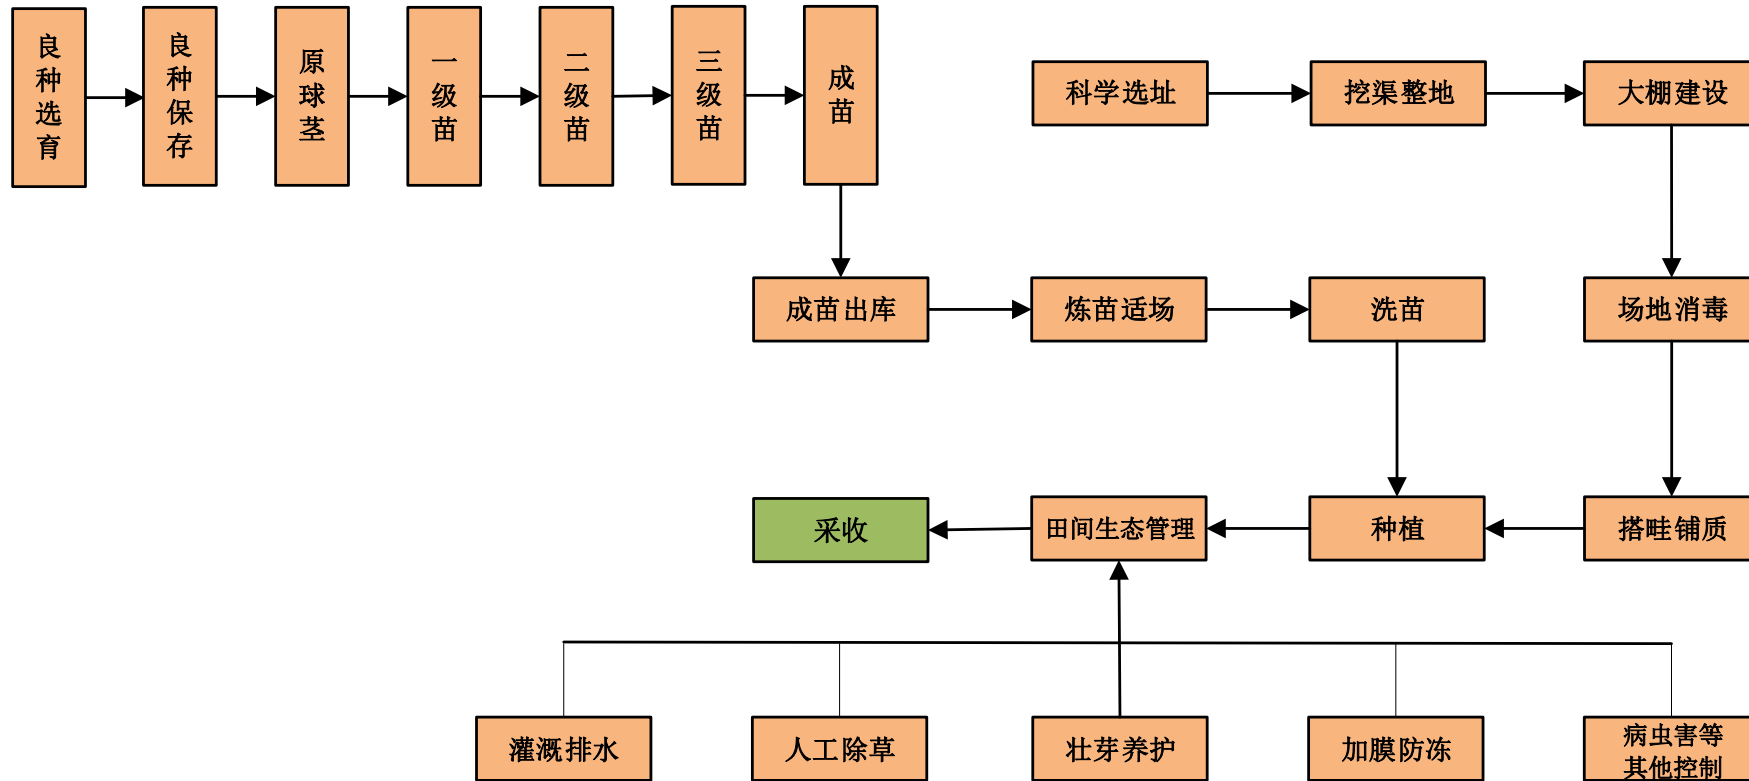 良种选育
良种保存
原球茎
一级苗
二级苗
三级苗
成苗
科学选址
挖渠整地
大棚建设
成苗出库
炼苗适场
洗苗
场地消毒
采收
田间生态管理
种植
搭畦铺质
灌溉排水
人工除草
壮芽养护
加膜防冻
病虫害等
其他控制